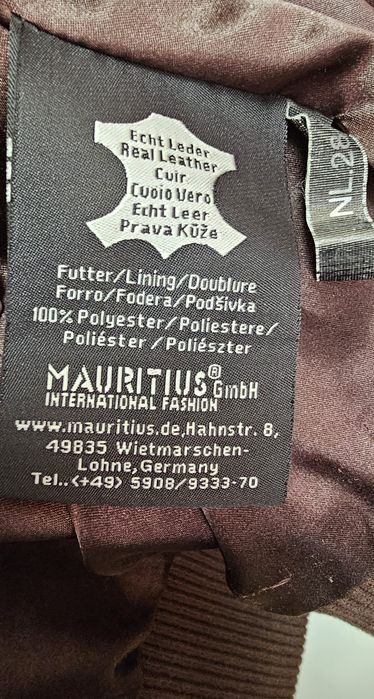 Echt Leder
Real Leather
Cuir
Cuoio Vero
Echt Leer
Prava Kůže
Futter/Lining/Doublure
Forro/Fodera/Podšivka
100% Polyester/Poliestere/
Poliéster/Poliészter
MAURITIUS® GmbH
INTERNATIONAL FASHION
www.mauritius.de,Hahnstr. 8,
49835 Wietmarschen-
Lohne,Germany
Tel..<+49> 5908/9333-70
NL.28